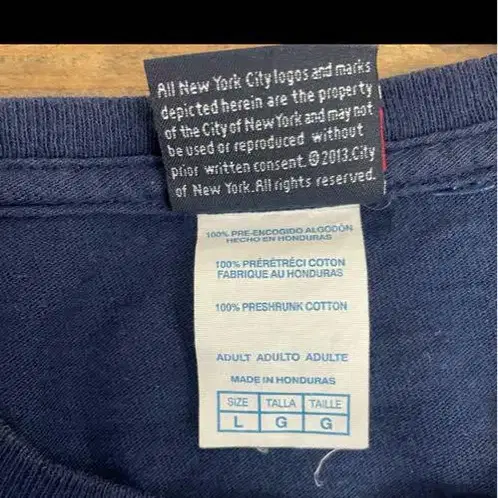 All New York City logos and marks
depicted herein are the property
of the City of New York and may not
be used or reproduced without
prior written consent. ©2013. City
of New York. All rights reserved.
100% PRE-ENCOGIDO ALGODÓN
HECHO EN HONDURAS
100% PRÉRÉTRÉCI COTON
FABRIQUE AU HONDURAS
100% PRESHRUNK COTTON
ADULT ADULTO ADULTE
MADE IN HONDURAS
SIZE TALLA TAILLE
L G G